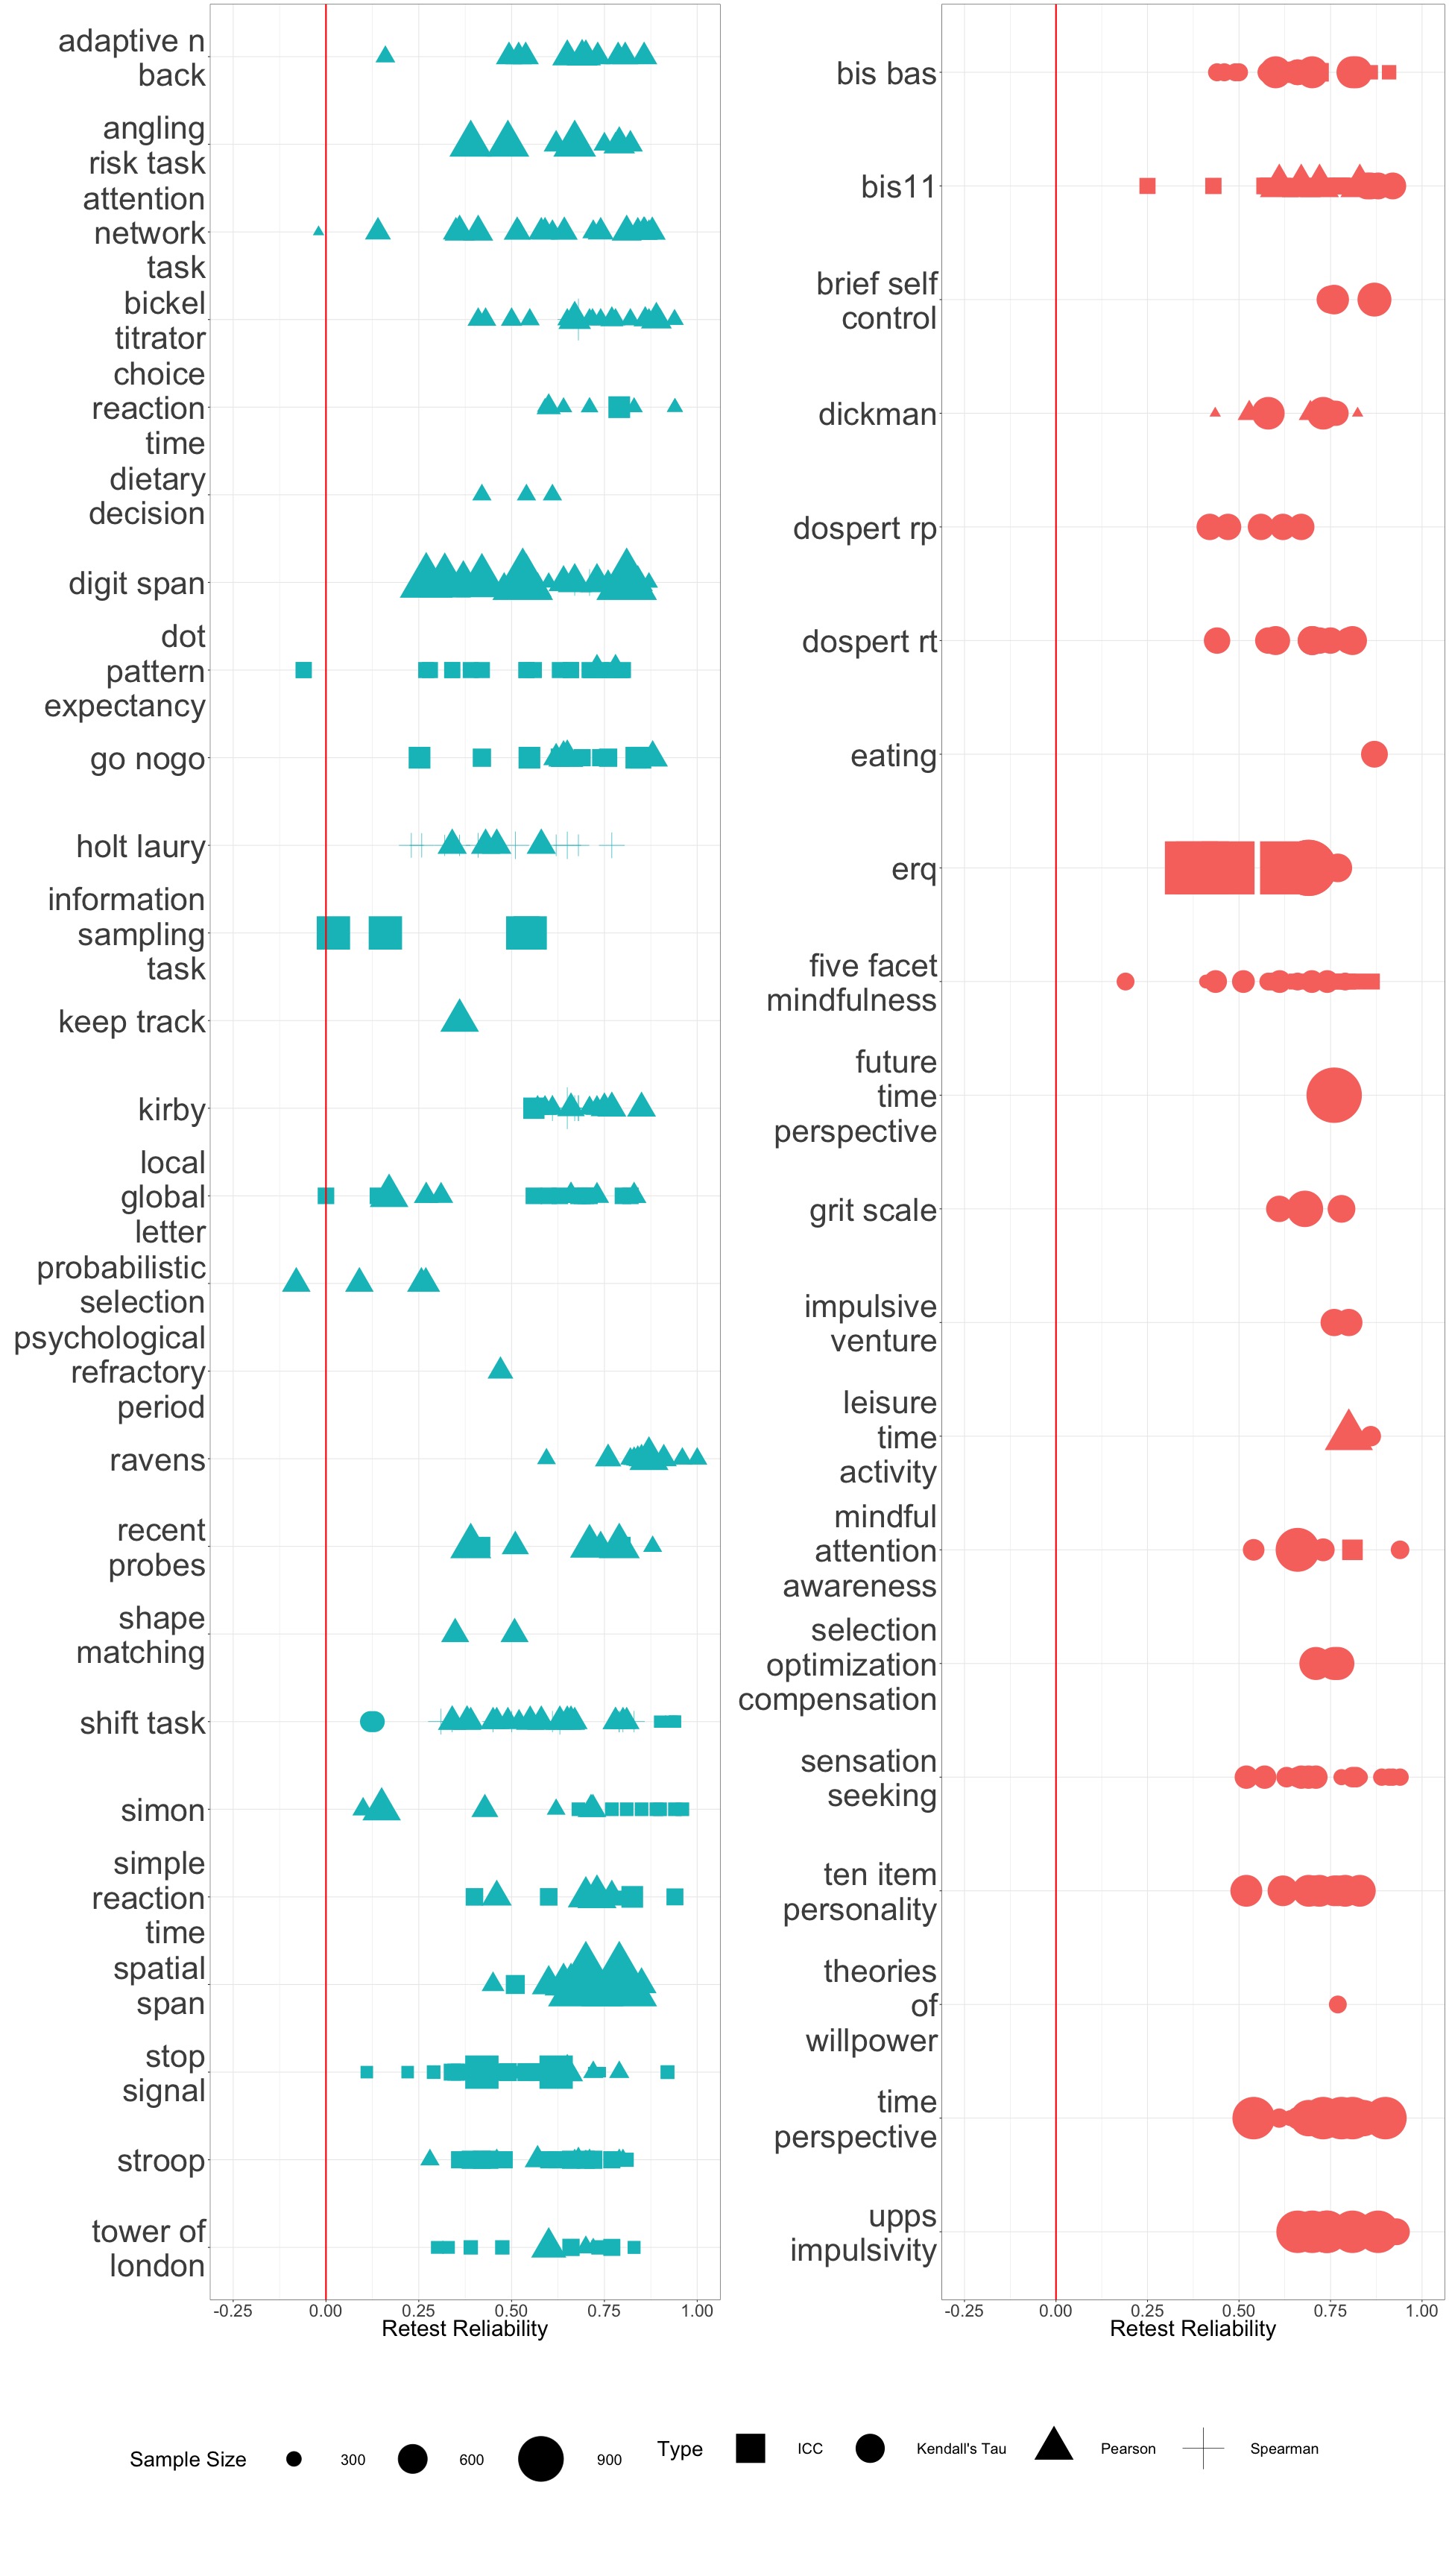 adaptive n
back
angling
risk task
attention
network
task
bickel
titrator
choice
reaction
time
dietary
decision
digit span
dot
pattern
expectancy
go nogo
holt laury
information
sampling
task
keep track
kirby
local
global
letter
probabilistic
selection
psychological
refractory
period
ravens
recent
probes
shape
matching
shift task
simon
simple
reaction
time
spatial
span
stop
signal
stroop
tower of
london
-0.25 0.00 0.25 0.50 0.75 1.00
Retest Reliability
bis bas
bis11
brief self
control
dickman
dospert rp
dospert rt
eating
erq
five facet
mindfulness
future
time
perspective
grit scale
impulsive
venture
leisure
time
activity
mindful
attention
awareness
selection
optimization
compensation
sensation
seeking
ten item
personality
theories
of
willpower
time
perspective
upps
impulsivity
-0.25 0.00 0.25 0.50 0.75 1.00
Retest Reliability
Sample Size 300 600 900
Type ICC Kendall's Tau Pearson Spearman